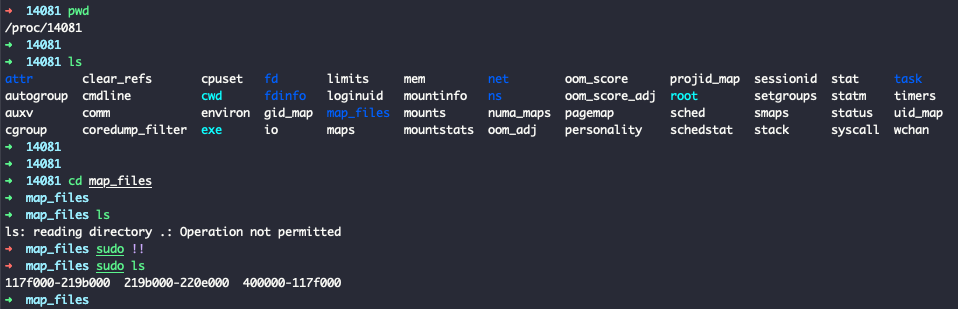 ➜ 14081 pwd
/proc/14081
➜ 14081
➜ 14081 ls
attr clear_refs cpuset fd limits mem net oom_score projid_map sessionid stat task
autogroup cmdline cwd fdinfo loginuid mountinfo ns oom_score_adj root setgroups statm timers
auxv comm environ gid_map map_files mounts numa_maps pagemap sched smaps status uid_map
cgroup coredump_filter exe io maps mountstats oom_adj personality schedstat stack syscall wchan
➜ 14081
➜ 14081
➜ 14081 cd map_files
➜ map_files
➜ map_files ls
ls: reading directory .: Operation not permitted
➜ map_files sudo !!
➜ map_files sudo ls
117f000-219b000 219b000-220e000 400000-117f000
➜ map_files